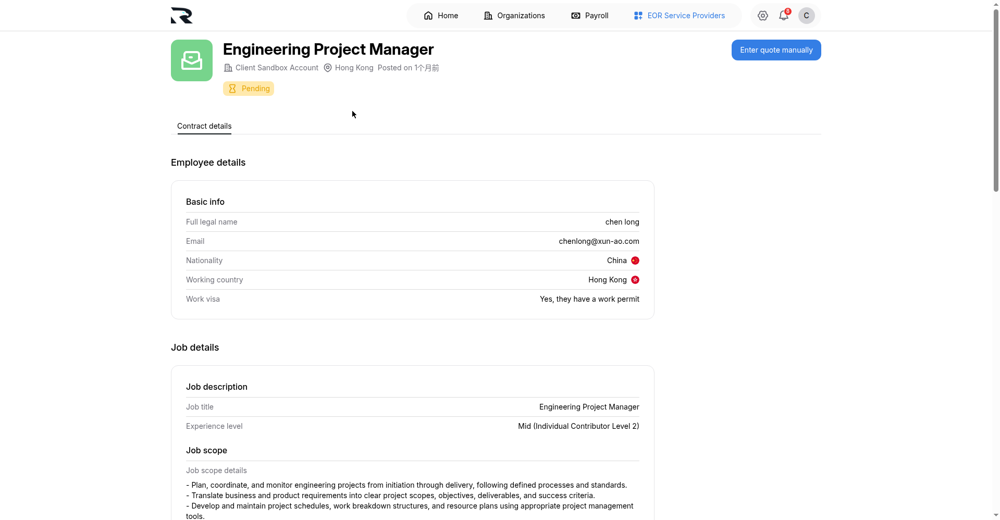 Home
Organizations
Payroll
EOR Service Providers
8
C
Engineering Project Manager
Enter quote manually
Client Sandbox Account
Hong Kong
Posted on 1个月前
Pending
Contract details
Employee details
Basic info
Full legal name
chen long
Email
chenlong@xun-ao.com
Nationality
China
Working country
Hong Kong
Work visa
Yes, they have a work permit
Job details
Job description
Job title
Engineering Project Manager
Experience level
Mid (Individual Contributor Level 2)
Job scope
Job scope details
- Plan, coordinate, and monitor engineering projects from initiation through delivery, following defined processes and standards.
- Translate business and product requirements into clear project scopes, objectives, deliverables, and success criteria.
- Develop and maintain project schedules, work breakdown structures, and resource plans using appropriate project management
tools.